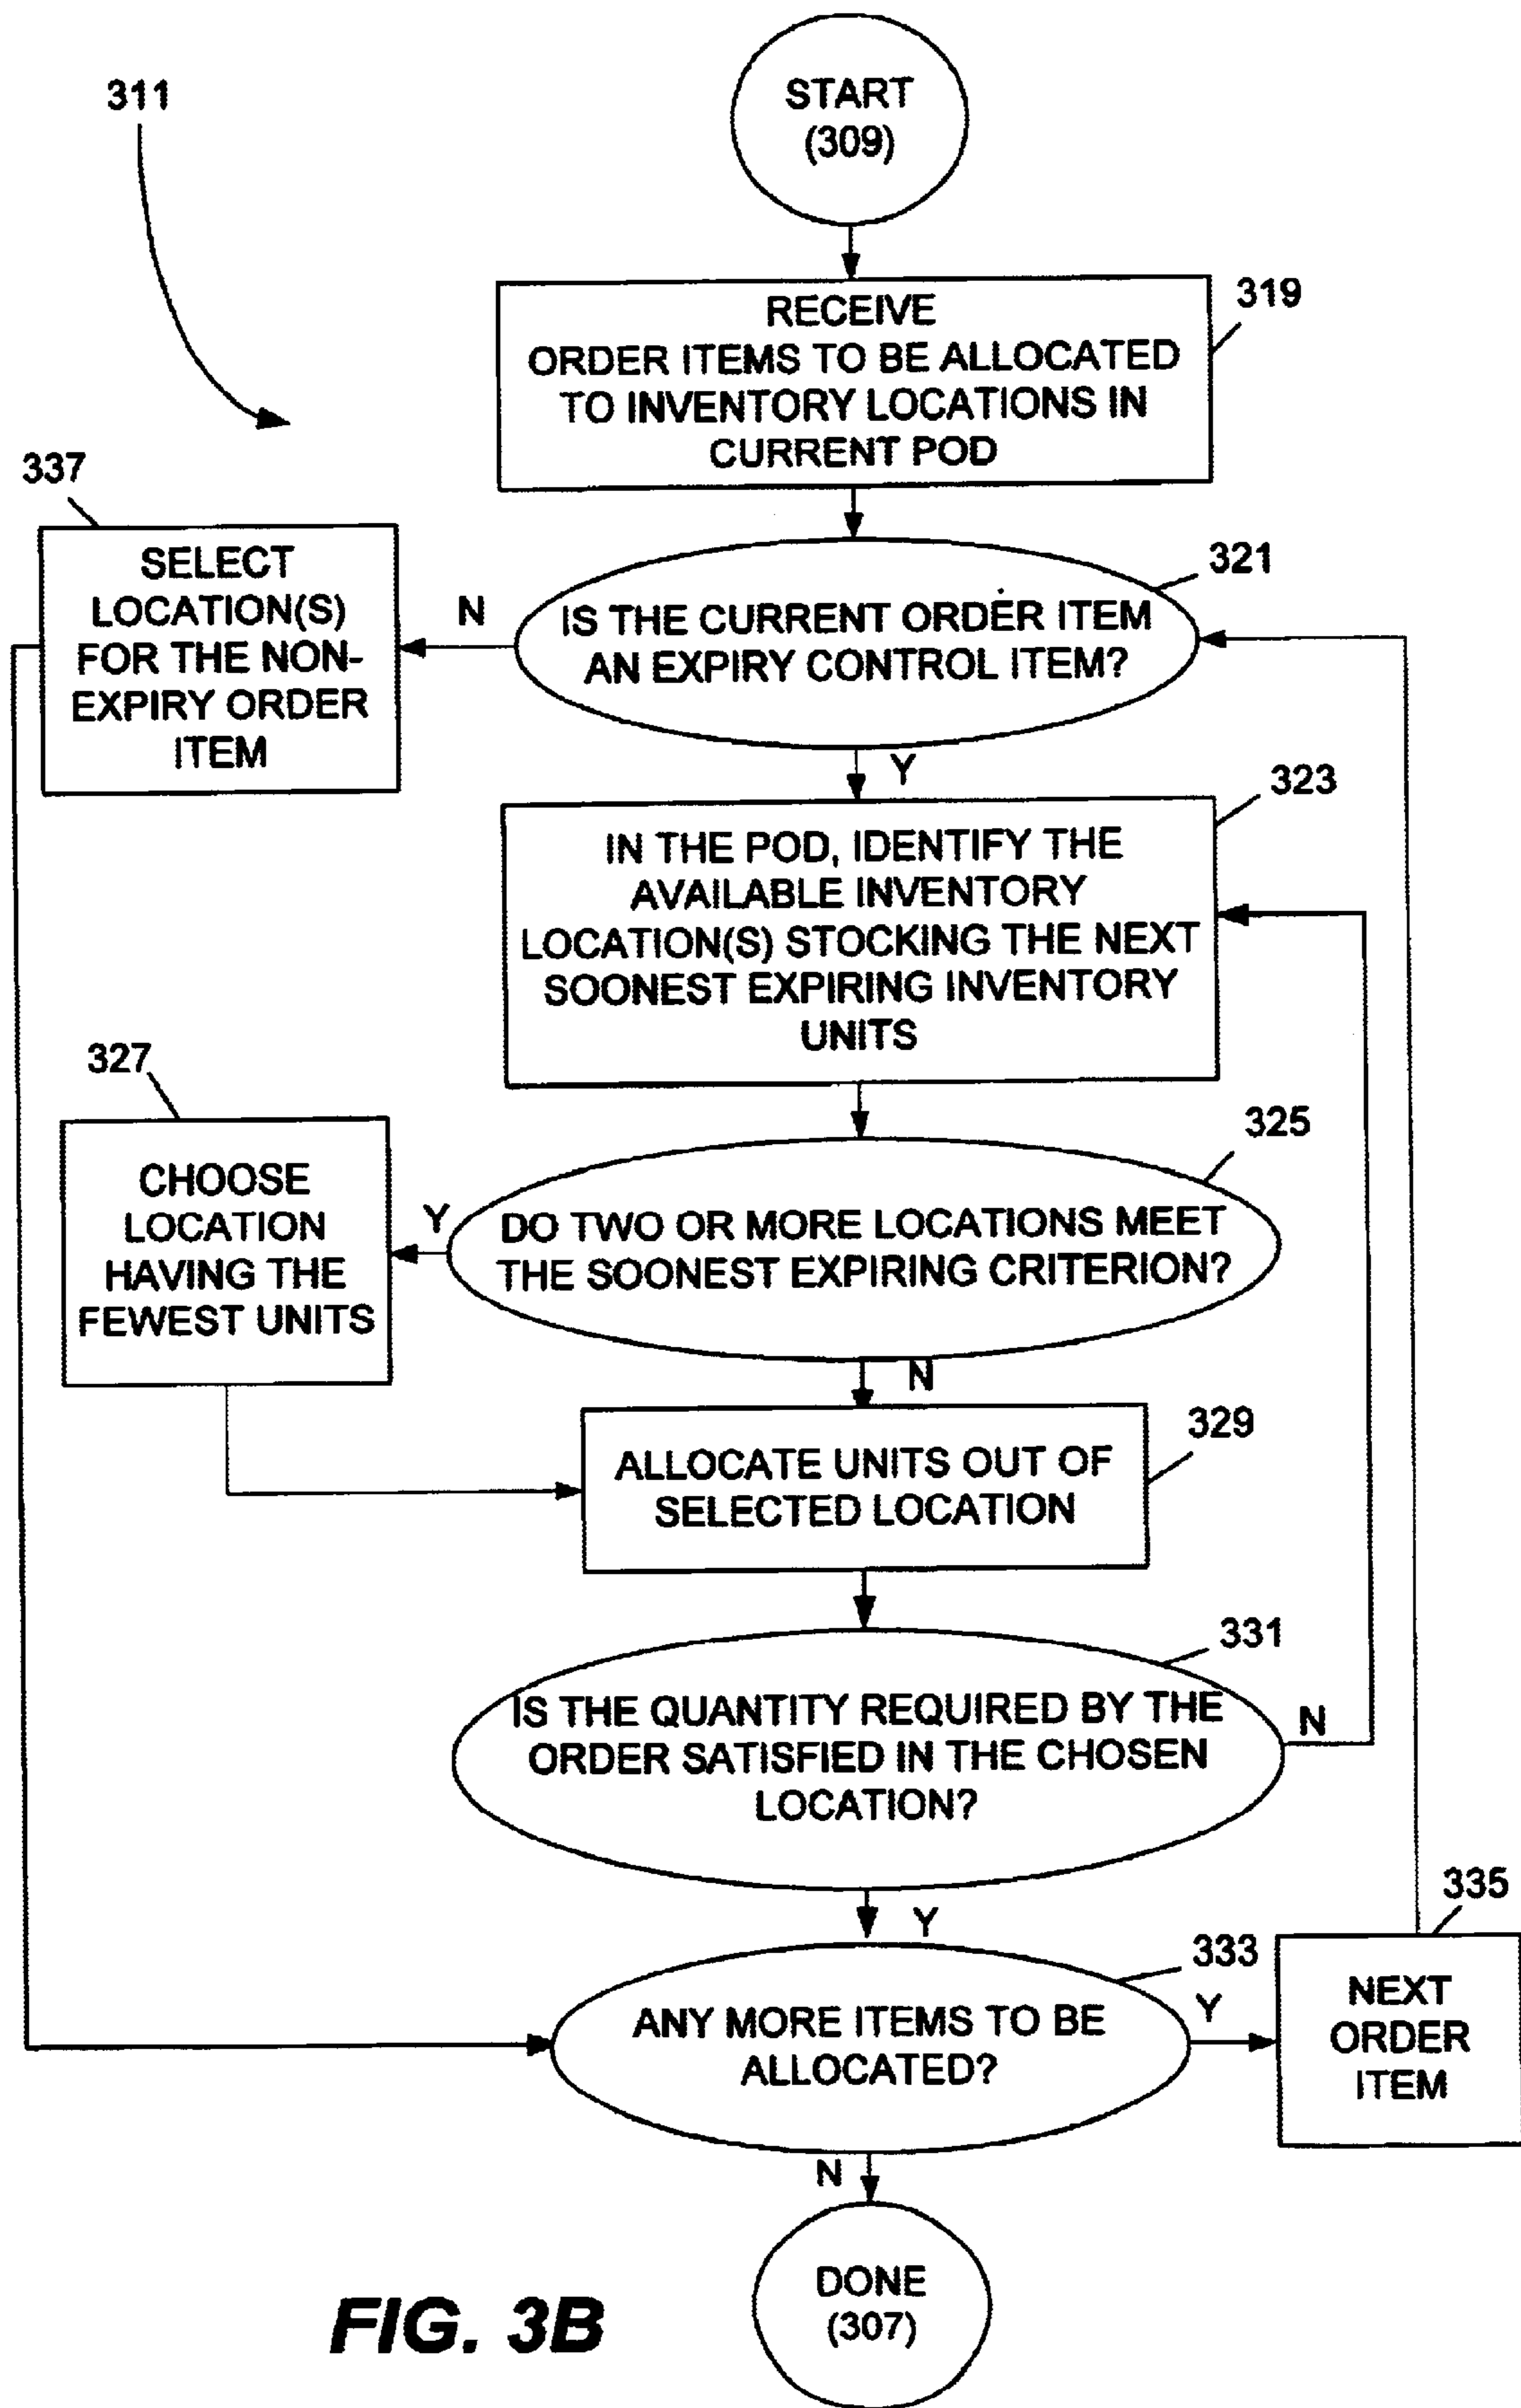 START
(309)
311
319
RECEIVE
ORDER ITEMS TO BE ALLOCATED
TO INVENTORY LOCATIONS IN
CURRENT POD
337
SELECT
LOCATION(S)
FOR THE NON-
EXPIRY ORDER
ITEM
N
321
IS THE CURRENT ORDER ITEM
AN EXPIRY CONTROL ITEM?
Y
323
IN THE POD, IDENTIFY THE
AVAILABLE INVENTORY
LOCATION(S) STOCKING THE NEXT
SOONEST EXPIRING INVENTORY
UNITS
327
CHOOSE
LOCATION
HAVING THE
FEWEST UNITS
Y
325
DO TWO OR MORE LOCATIONS MEET
THE SOONEST EXPIRING CRITERION?
N
329
ALLOCATE UNITS OUT OF
SELECTED LOCATION
331
IS THE QUANTITY REQUIRED BY THE
ORDER SATISFIED IN THE CHOSEN
LOCATION?
N
Y
333
ANY MORE ITEMS TO BE
ALLOCATED?
Y
335
NEXT
ORDER
ITEM
N
DONE
(307)
FIG. 3B